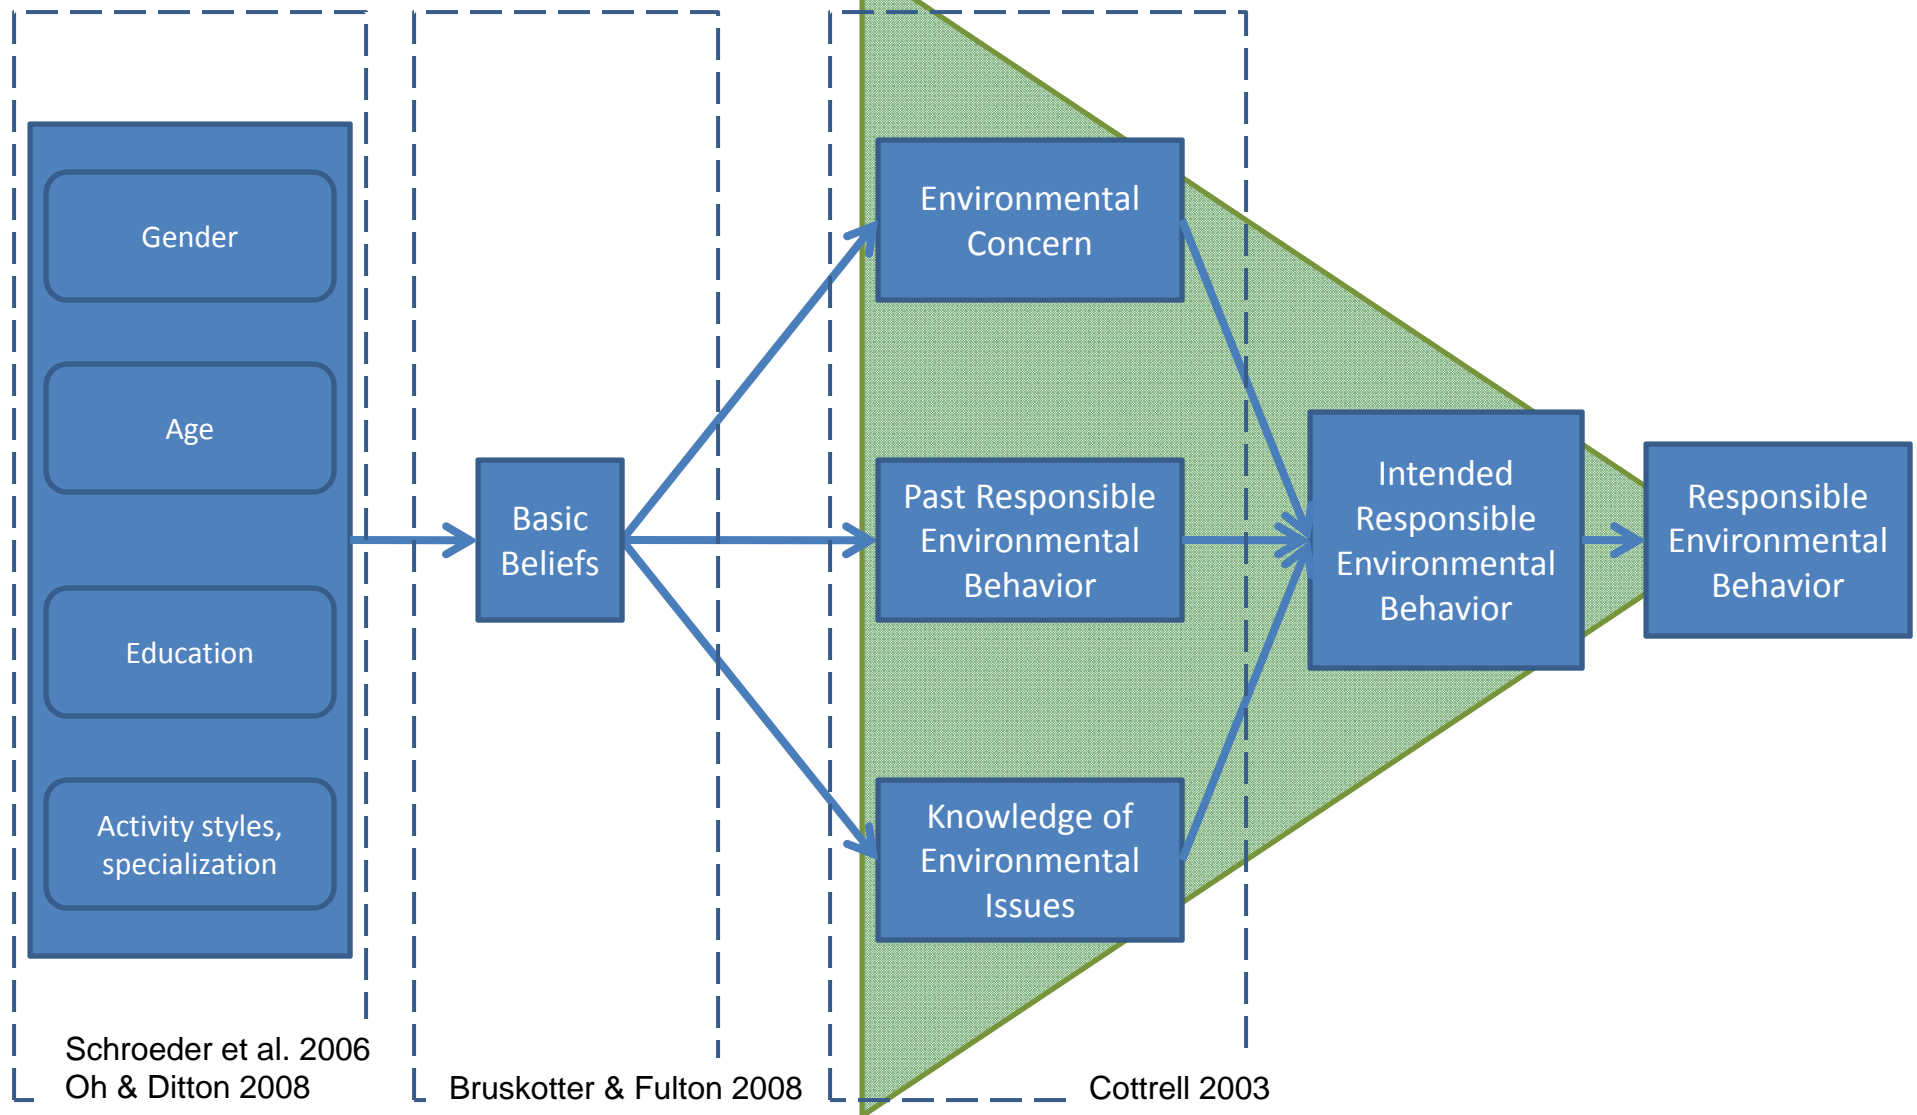 Gender
Age
Education
Activity styles,
specialization
Basic
Beliefs
Environmental
Concern
Past Responsible
Environmental
Behavior
Knowledge of
Environmental
Issues
Intended
Responsible
Environmental
Behavior
Responsible
Environmental
Behavior
Schroeder et al. 2006
Oh & Ditton 2008
Bruskotter & Fulton 2008
Cottrell 2003